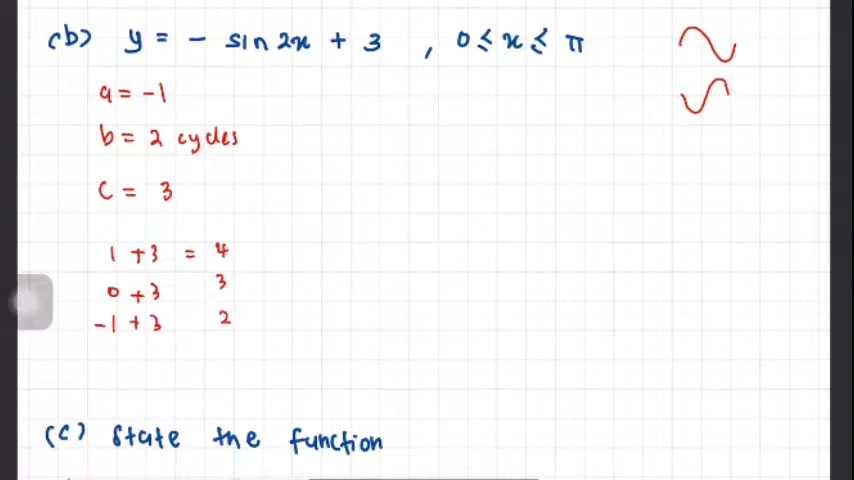 (b) y = - sin 2x + 3 , 0 ≤ x ≤ π
a = -1
b = 2 cycles
c = 3
1 + 3 = 4
0 + 3 3
-1 + 3 2
(c) State the function